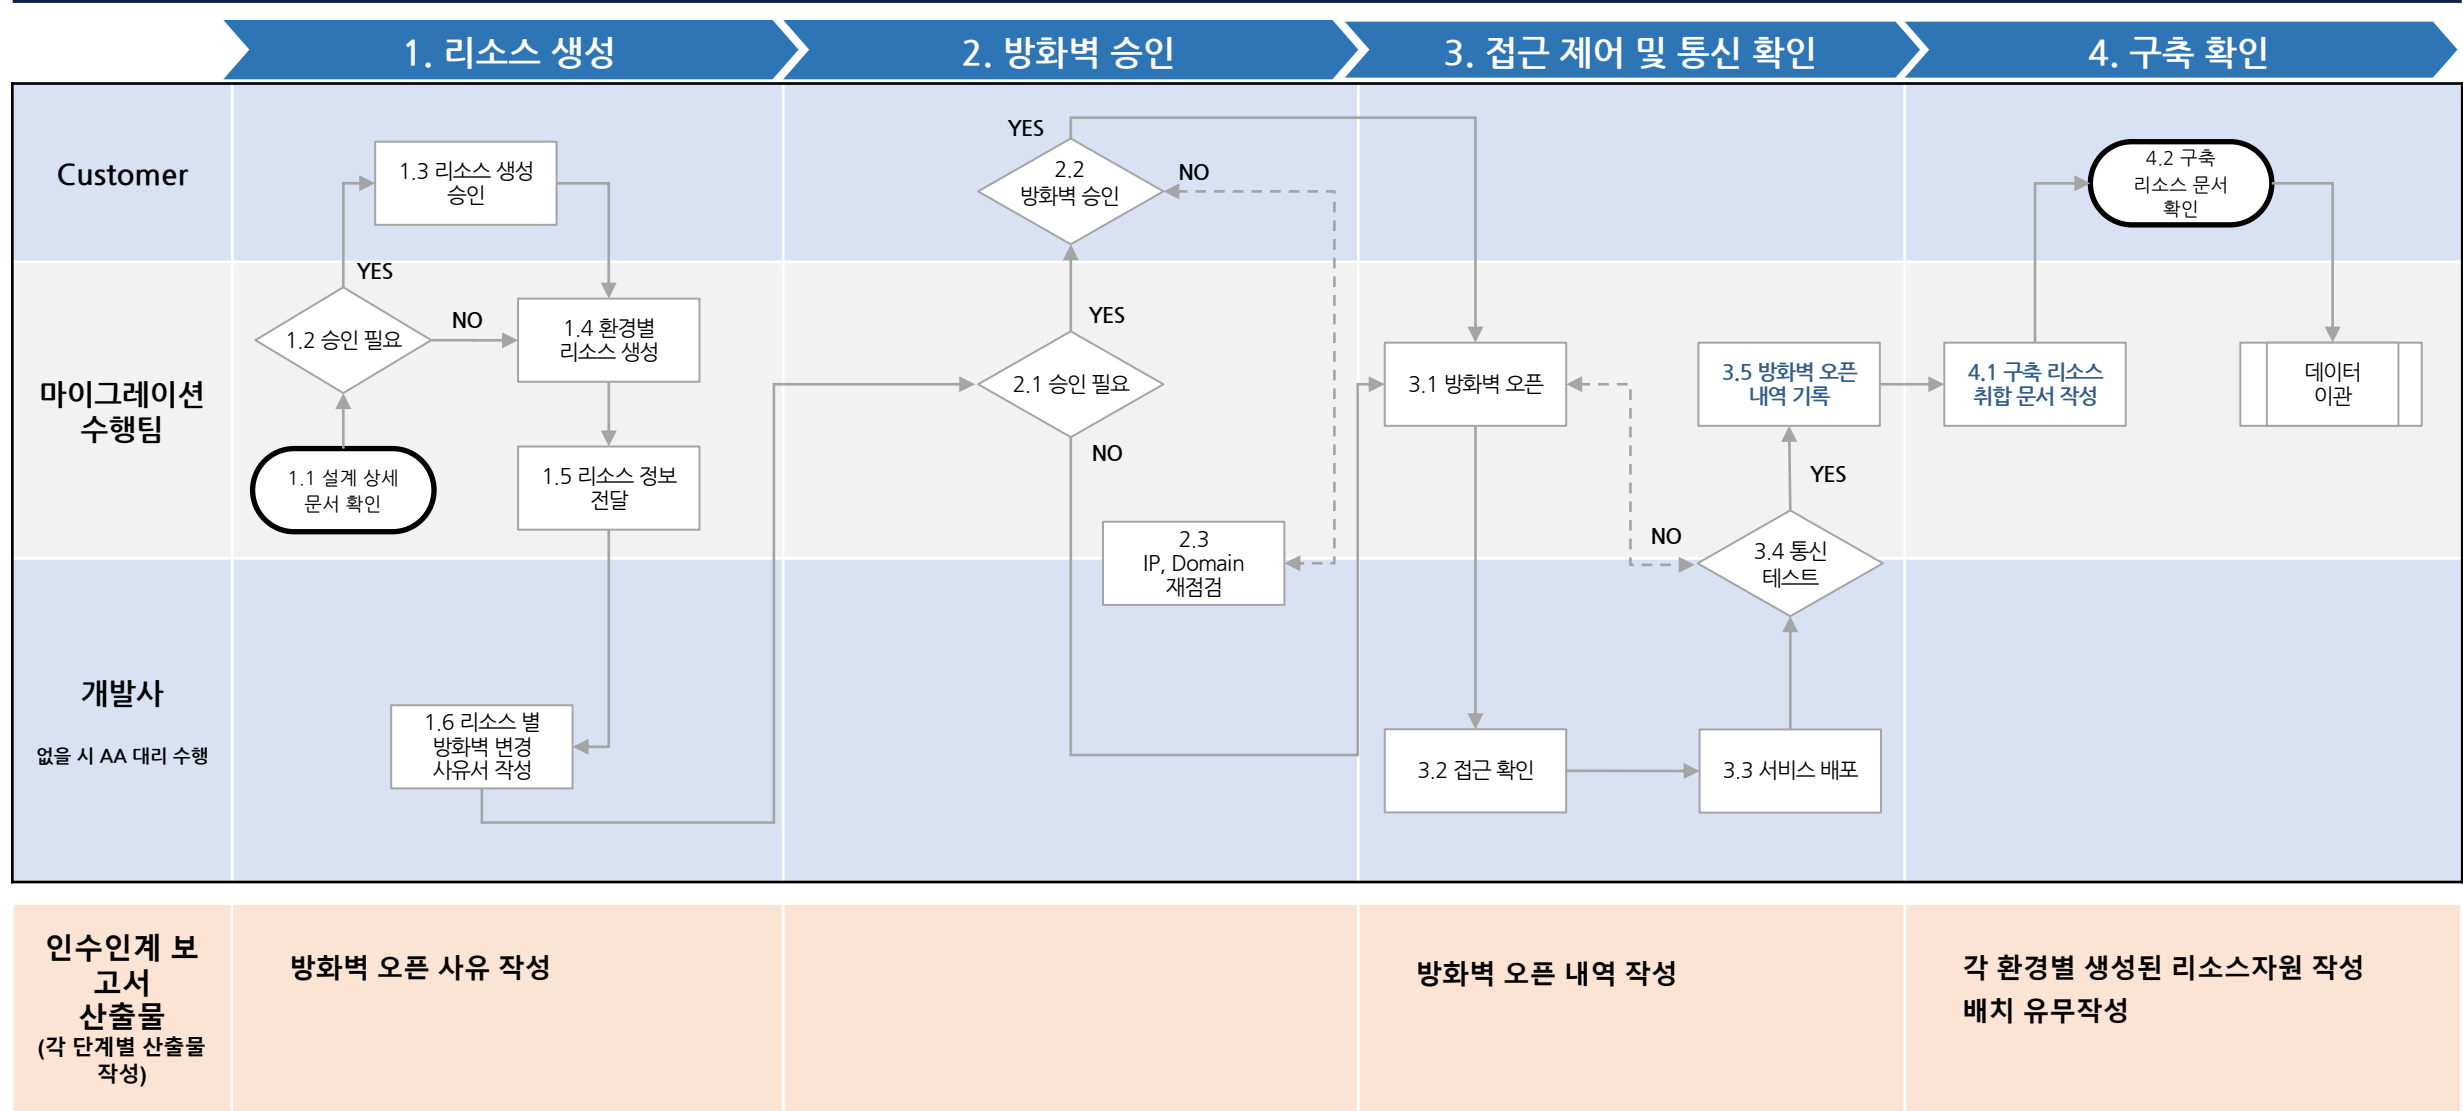 1. 리소스 생성
2. 방화벽 승인
3. 접근 제어 및 통신 확인
4. 구축 확인
Customer
1.3 리소스 생성
승인
YES
2.2
방화벽 승인
NO
4.2 구축
리소스 문서
확인
마이그레이션
수행팀
YES
1.2 승인 필요
NO
1.4 환경별
리소스 생성
1.1 설계 상세
문서 확인
1.5 리소스 정보
전달
YES
2.1 승인 필요
NO
2.3
IP, Domain
재점검
3.1 방화벽 오픈
3.5 방화벽 오픈
내역 기록
YES
NO
3.4 통신
테스트
4.1 구축 리소스
취합 문서 작성
데이터
이관
개발사
없을 시 AA 대리 수행
1.6 리소스 별
방화벽 변경
사유서 작성
3.2 접근 확인
3.3 서비스 배포
인수인계 보
고서
산출물
(각 단계별 산출물
작성)
방화벽 오픈 사유 작성
방화벽 오픈 내역 작성
각 환경별 생성된 리소스자원 작성
배치 유무작성